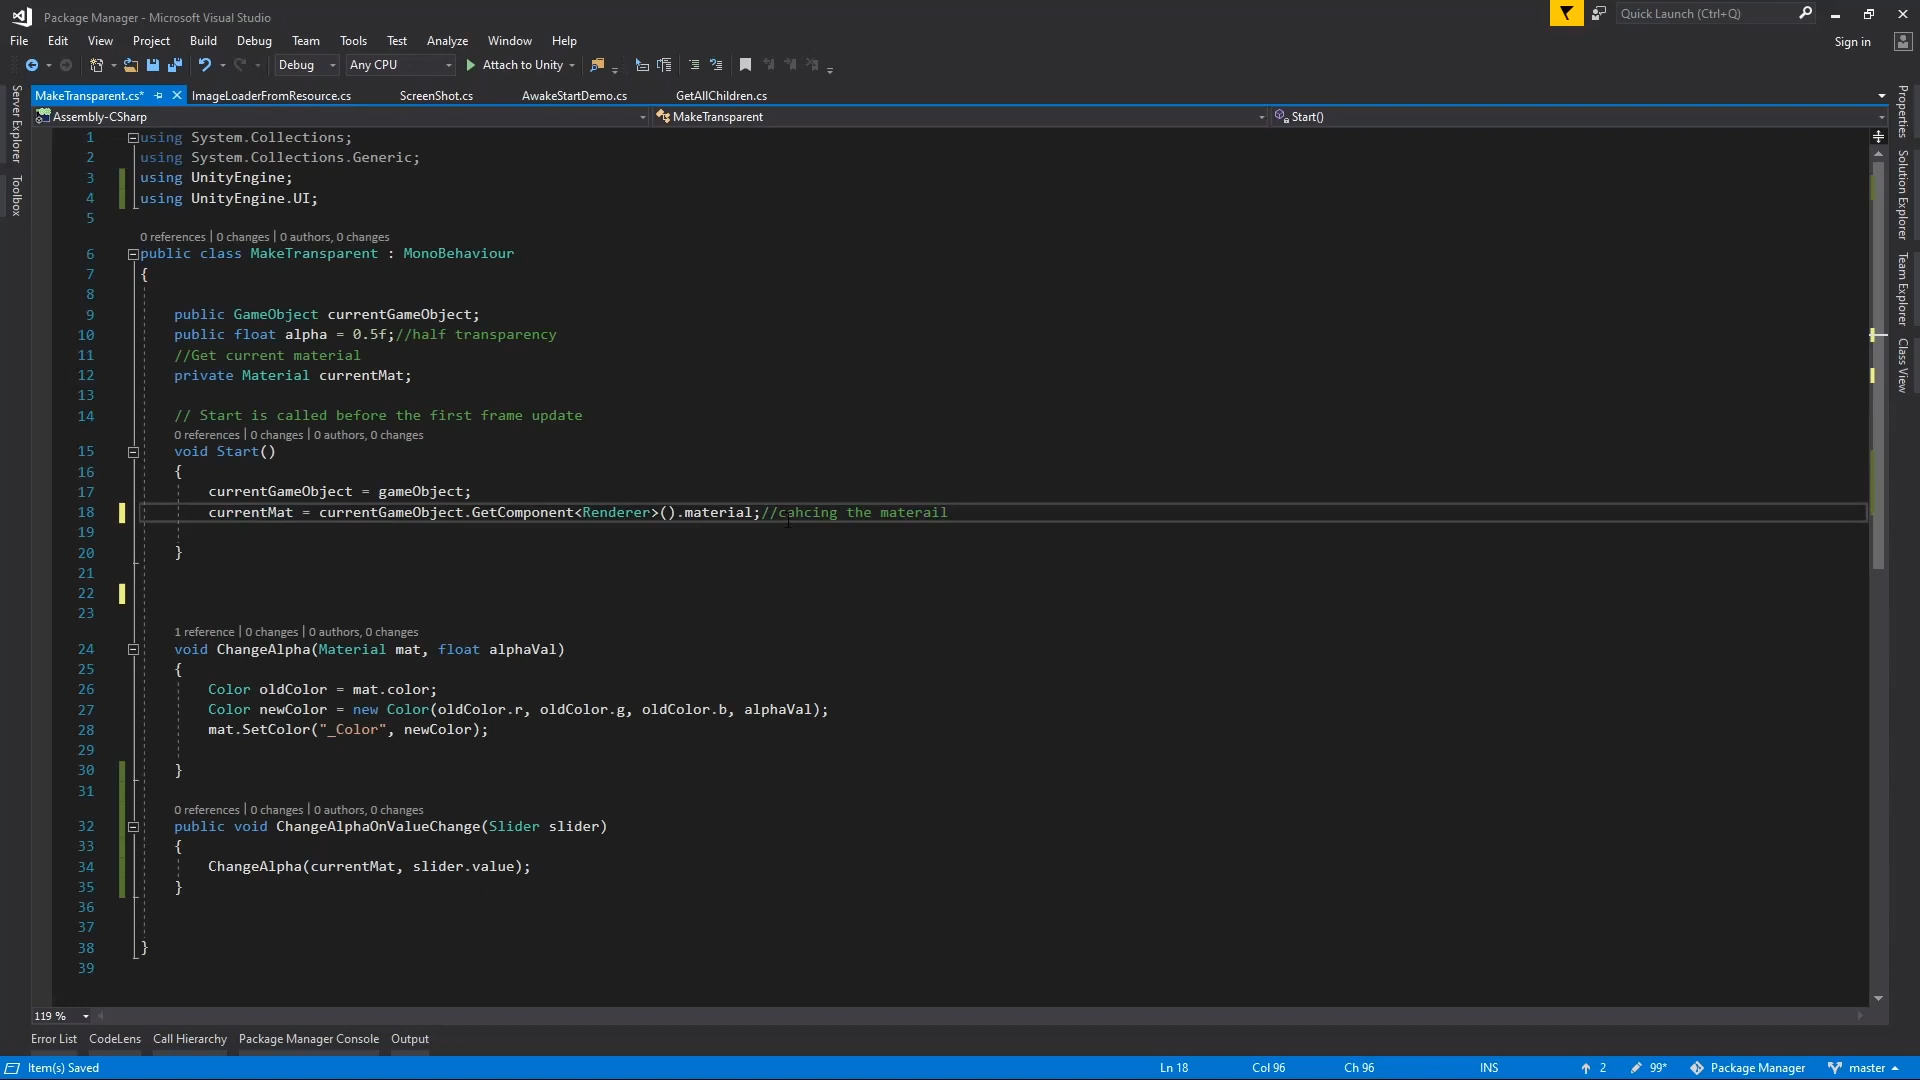 Package Manager - Microsoft Visual Studio
Quick Launch (Ctrl+Q)
File Edit View Project Build Debug Team Tools Test Analyze Window Help
Sign in
Debug Any CPU Attach to Unity
MakeTransparent.cs* ImageLoaderFromResource.cs ScreenShot.cs AwakeStartDemo.cs GetAllChildren.cs
Assembly-CSharp MakeTransparent Start()
Server Explorer
Toolbox
Properties
Solution Explorer
Team Explorer
Class View
1 using System.Collections;
2 using System.Collections.Generic;
3 using UnityEngine;
4 using UnityEngine.UI;
5
0 references | 0 changes | 0 authors, 0 changes
6 public class MakeTransparent : MonoBehaviour
7 {
8
9 public GameObject currentGameObject;
10 public float alpha = 0.5f;//half transparency
11 //Get current material
12 private Material currentMat;
13
14 // Start is called before the first frame update
0 references | 0 changes | 0 authors, 0 changes
15 void Start()
16 {
17 currentGameObject = gameObject;
18 currentMat = currentGameObject.GetComponent<Renderer>().material;//cahcing the materail
19
20 }
21
22
23
1 reference | 0 changes | 0 authors, 0 changes
24 void ChangeAlpha(Material mat, float alphaVal)
25 {
26 Color oldColor = mat.color;
27 Color newColor = new Color(oldColor.r, oldColor.g, oldColor.b, alphaVal);
28 mat.SetColor("_Color", newColor);
29
30 }
31
0 references | 0 changes | 0 authors, 0 changes
32 public void ChangeAlphaOnValueChange(Slider slider)
33 {
34 ChangeAlpha(currentMat, slider.value);
35 }
36
37
38 }
39
119 %
Error List CodeLens Call Hierarchy Package Manager Console Output
Item(s) Saved Ln 18 Col 96 Ch 96 INS 2 99* Package Manager master